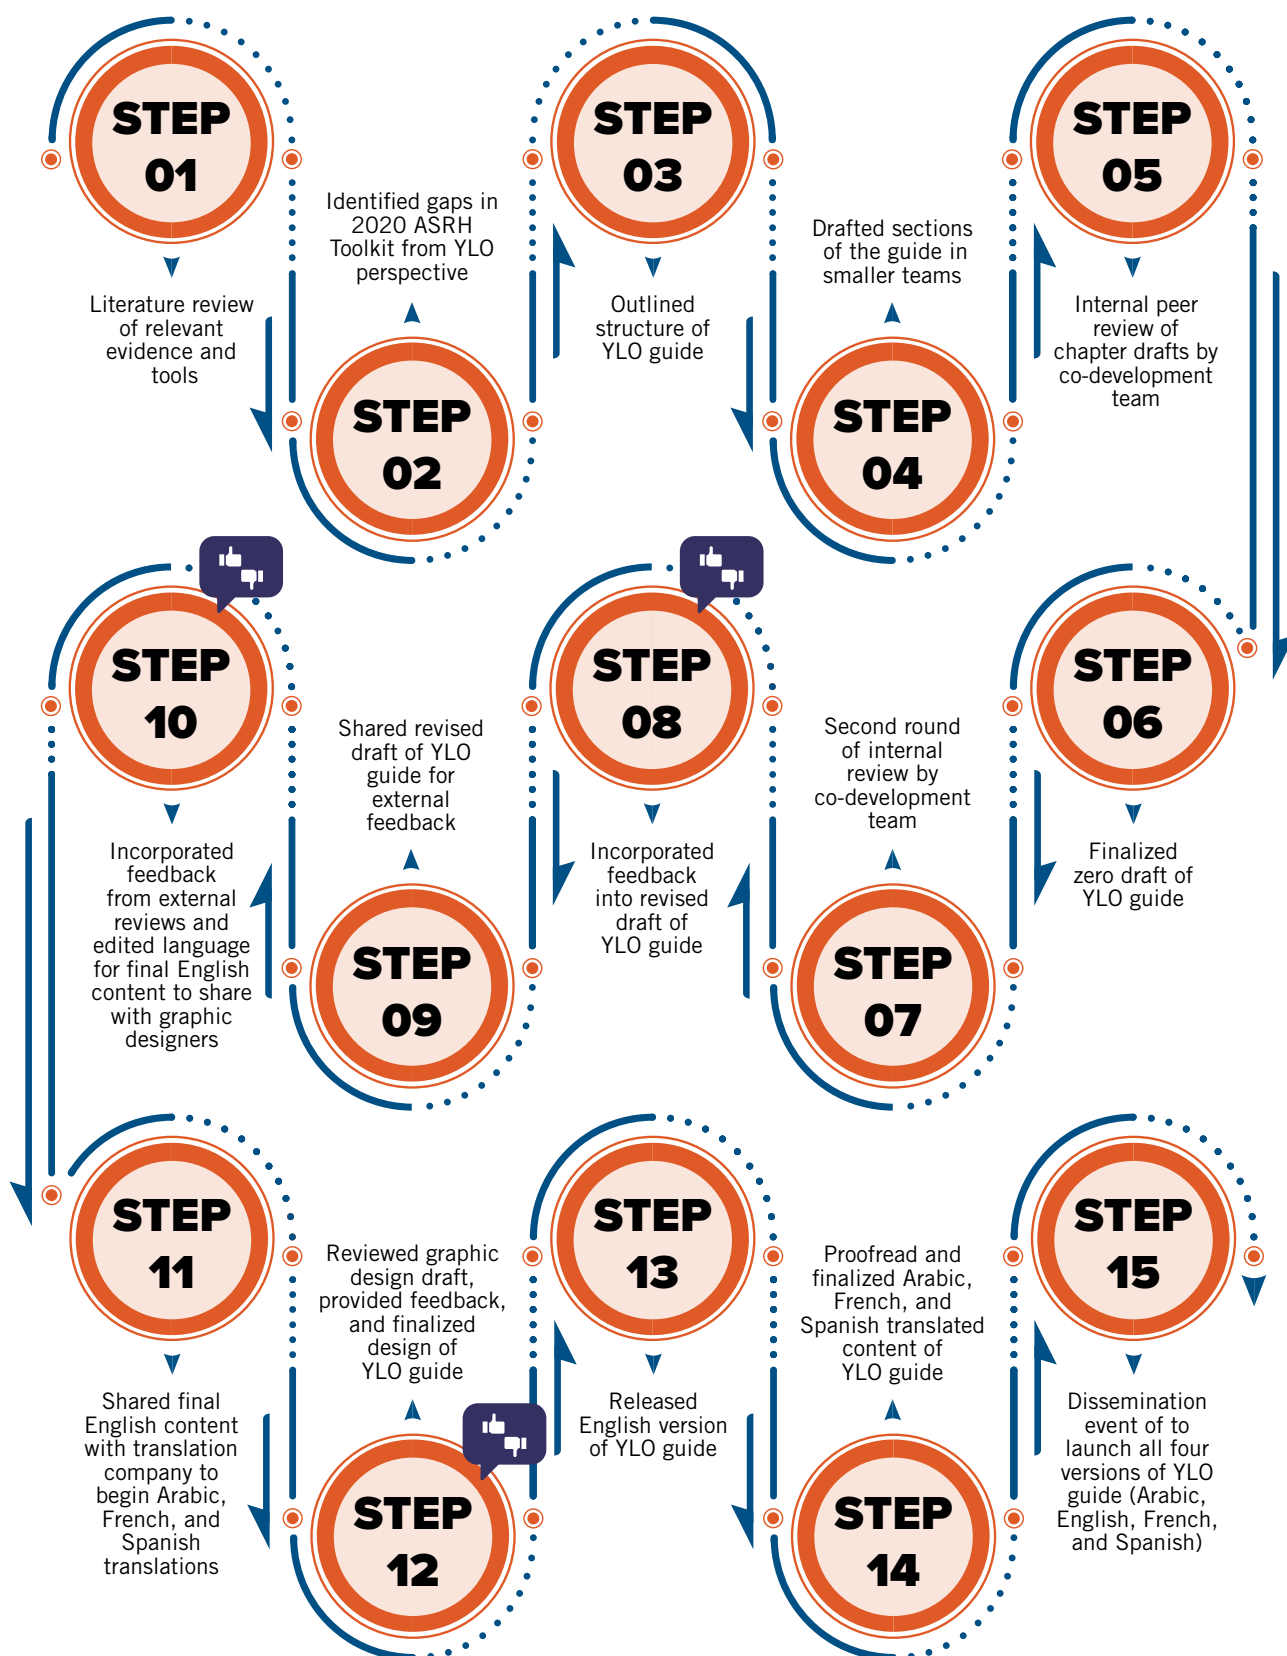 STEP
01
Literature review
of relevant
evidence and
tools
Identified gaps in
2020 ASRH
Toolkit from YLO
perspective
STEP
02
STEP
03
Outlined
structure of
YLO guide
Drafted sections
of the guide in
smaller teams
STEP
04
STEP
05
Internal peer
review of
chapter drafts by
co-development
team
STEP
06
Finalized
zero draft of
YLO guide
Second round
of internal
review by
co-development
team
STEP
07
STEP
08
Incorporated
feedback
into revised
draft of
YLO guide
Shared revised
draft of YLO
guide for
external
feedback
STEP
09
STEP
10
Incorporated
feedback
from external
reviews and
edited language
for final English
content to share
with graphic
designers
STEP
11
Shared final
English content
with translation
company to
begin Arabic,
French, and
Spanish
translations
Reviewed graphic
design draft,
provided feedback,
and finalized
design of
YLO guide
STEP
12
STEP
13
Released
English version
of YLO guide
Proofread and
finalized Arabic,
French, and
Spanish translated
content of
YLO guide
STEP
14
STEP
15
Dissemination
event of to
launch all four
versions of YLO
guide (Arabic,
English, French,
and Spanish)